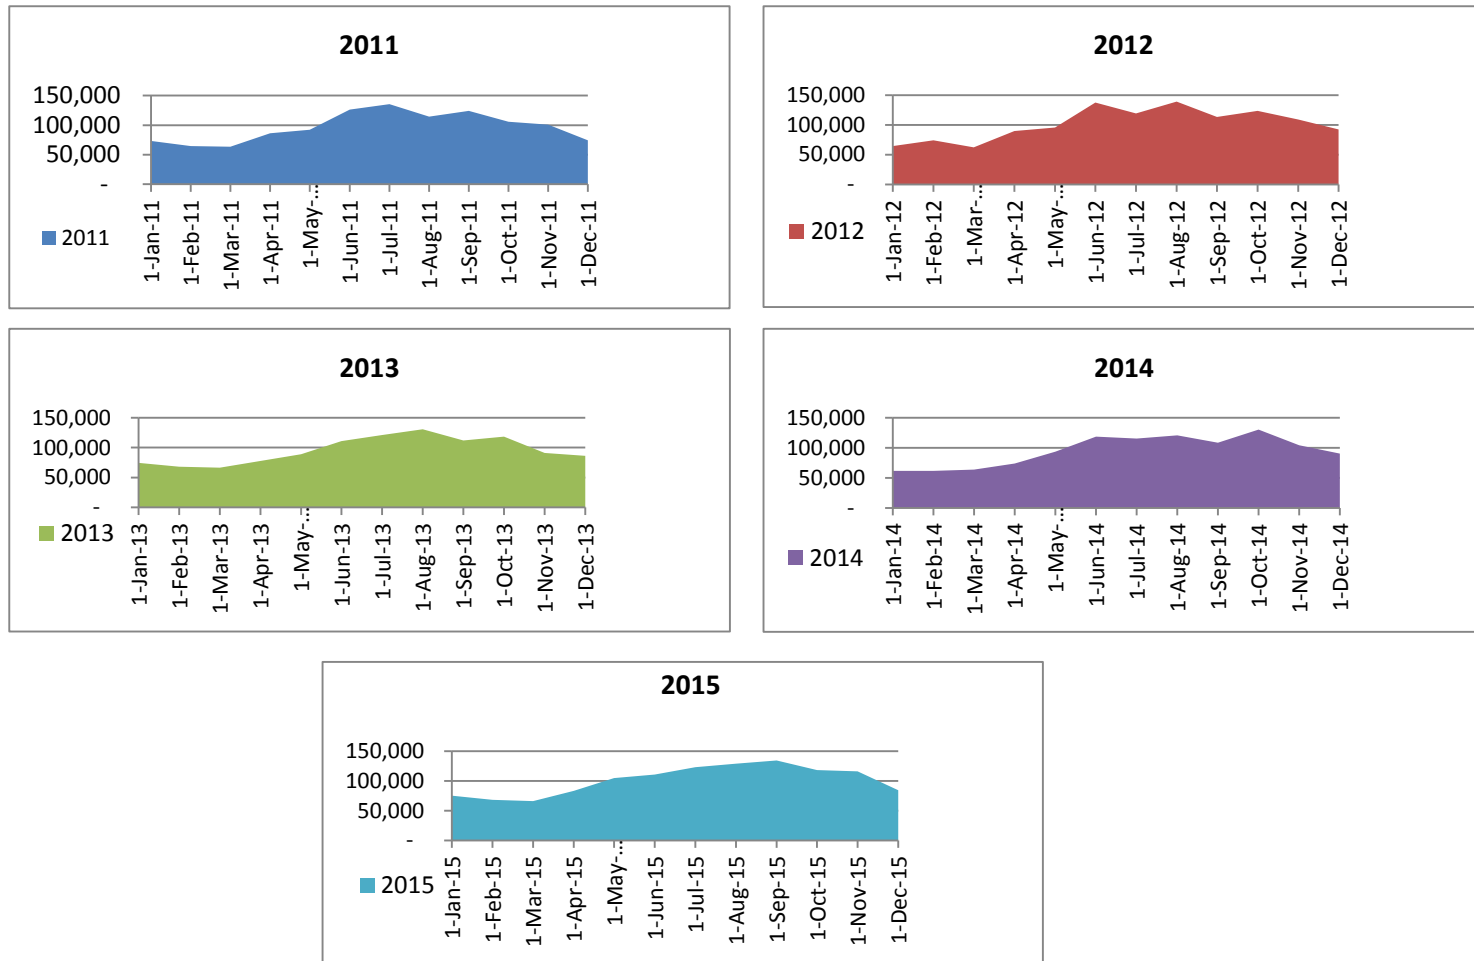 2011
150,000
100,000
50,000
-
1-Jan-11
1-Feb-11
1-Mar-11
1-Apr-11
1-May-...
1-Jun-11
1-Jul-11
1-Aug-11
1-Sep-11
1-Oct-11
1-Nov-11
1-Dec-11
2011
2012
150,000
100,000
50,000
-
1-Jan-12
1-Feb-12
1-Mar-...
1-Apr-12
1-May-...
1-Jun-12
1-Jul-12
1-Aug-12
1-Sep-12
1-Oct-12
1-Nov-12
1-Dec-12
2012
2013
150,000
100,000
50,000
-
1-Jan-13
1-Feb-13
1-Mar-13
1-Apr-13
1-May-...
1-Jun-13
1-Jul-13
1-Aug-13
1-Sep-13
1-Oct-13
1-Nov-13
1-Dec-13
2013
2014
150,000
100,000
50,000
-
1-Jan-14
1-Feb-14
1-Mar-14
1-Apr-14
1-May-...
1-Jun-14
1-Jul-14
1-Aug-14
1-Sep-14
1-Oct-14
1-Nov-14
1-Dec-14
2014
2015
150,000
100,000
50,000
-
1-Jan-15
1-Feb-15
1-Mar-15
1-Apr-15
1-May-...
1-Jun-15
1-Jul-15
1-Aug-15
1-Sep-15
1-Oct-15
1-Nov-15
1-Dec-15
2015